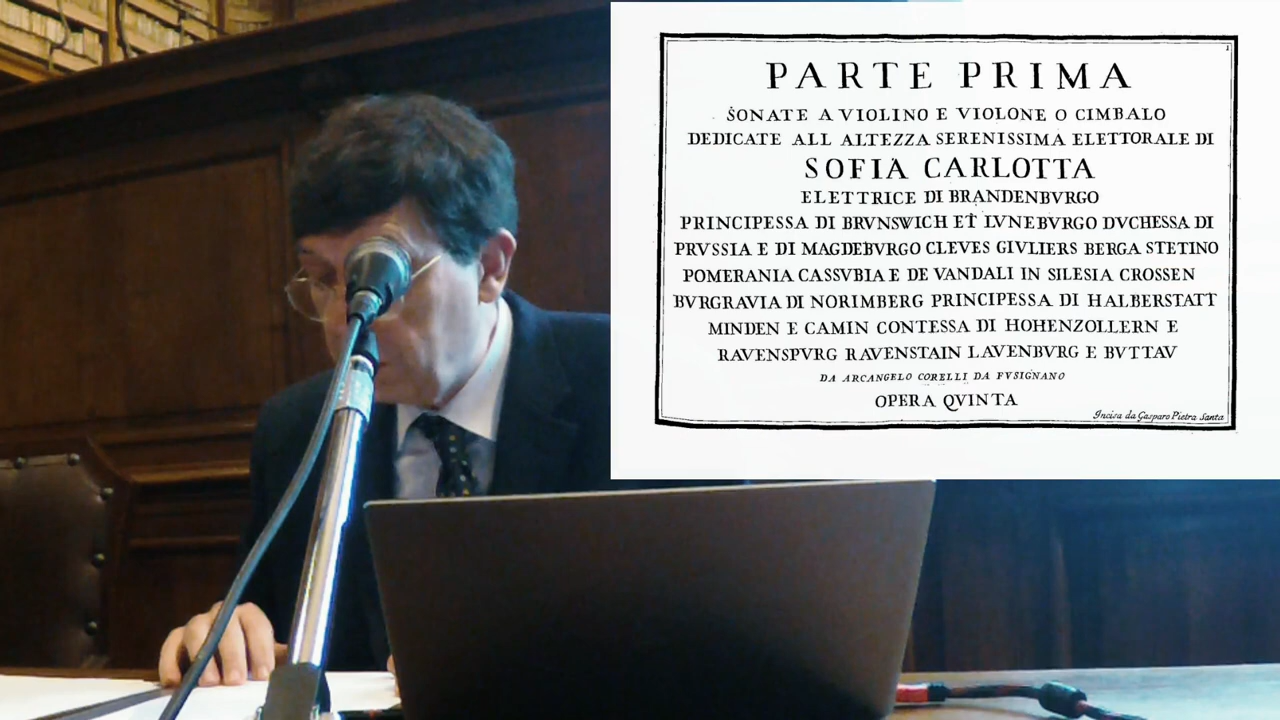 1
PARTE PRIMA
SONATE A VIOLINO E VIOLONE O CIMBALO
DEDICATE ALL ALTEZZA SERENISSIMA ELETTORALE DI
SOFIA CARLOTTA
ELETTRICE DI BRANDENBVRGO
PRINCIPESSA DI BRVNSWICH ET LVNEBVRGO DVCHESSA DI
PRVSSIA E DI MAGDEBVRGO CLEVES GIVLIERS BERGA STETINO
POMERANIA CASSVBIA E DE VANDALI IN SILESIA CROSSEN
BVRGRAVIA DI NORIMBERG PRINCIPESSA DI HALBERSTATT
MINDEN E CAMIN CONTESSA DI HOHENZOLLERN E
RAVENSPVRG RAVENSTAIN LAVENBVRG E BVTTAV
DA ARCANGELO CORELLI DA FVSIGNANO
OPERA QVINTA
Incisa da Gasparo Pietra Santa